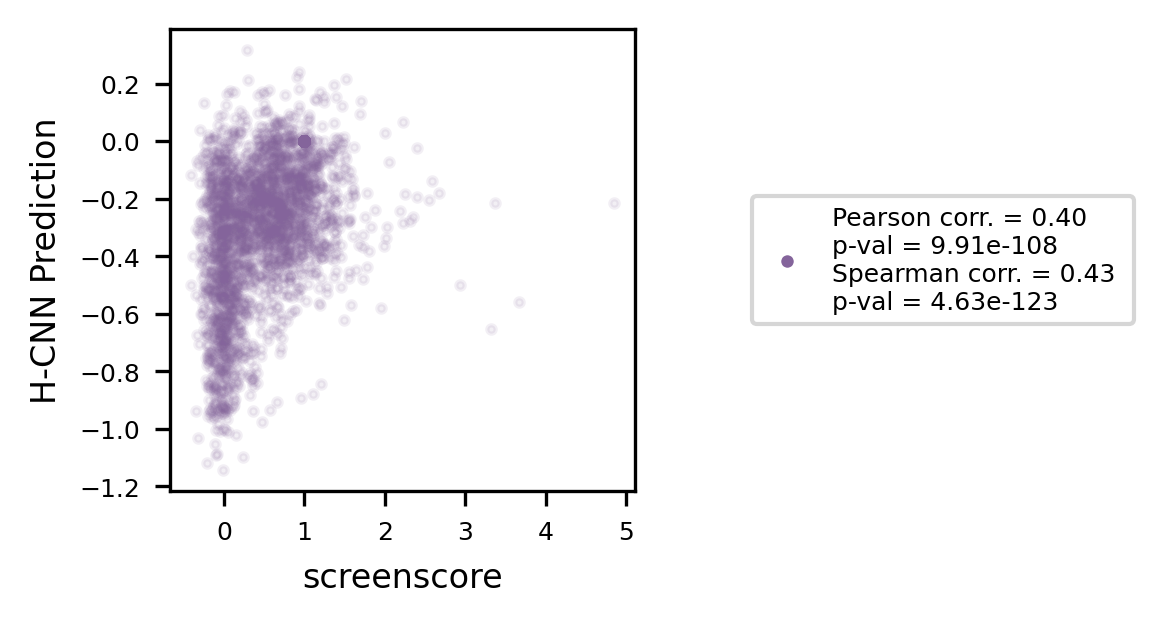 H-CNN Prediction
0.2
0.0
−0.2
−0.4
−0.6
−0.8
−1.0
−1.2
0 1 2 3 4 5
screenscore
Pearson corr. = 0.40
p-val = 9.91e-108
Spearman corr. = 0.43
p-val = 4.63e-123